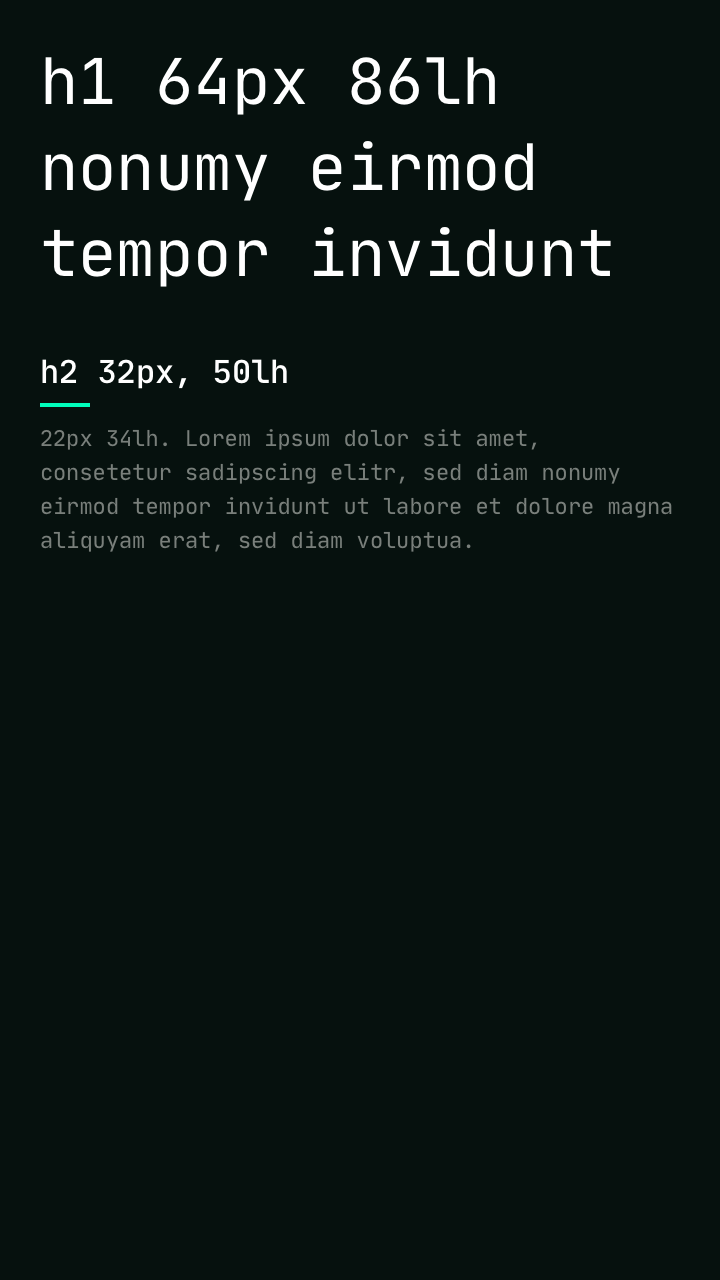 h1 64px 86lh
nonumy eirmod
tempor invidunt
h2 32px, 50lh
22px 34lh. Lorem ipsum dolor sit amet,
consetetur sadipscing elitr, sed diam nonumy
eirmod tempor invidunt ut labore et dolore magna
aliquyam erat, sed diam voluptua.